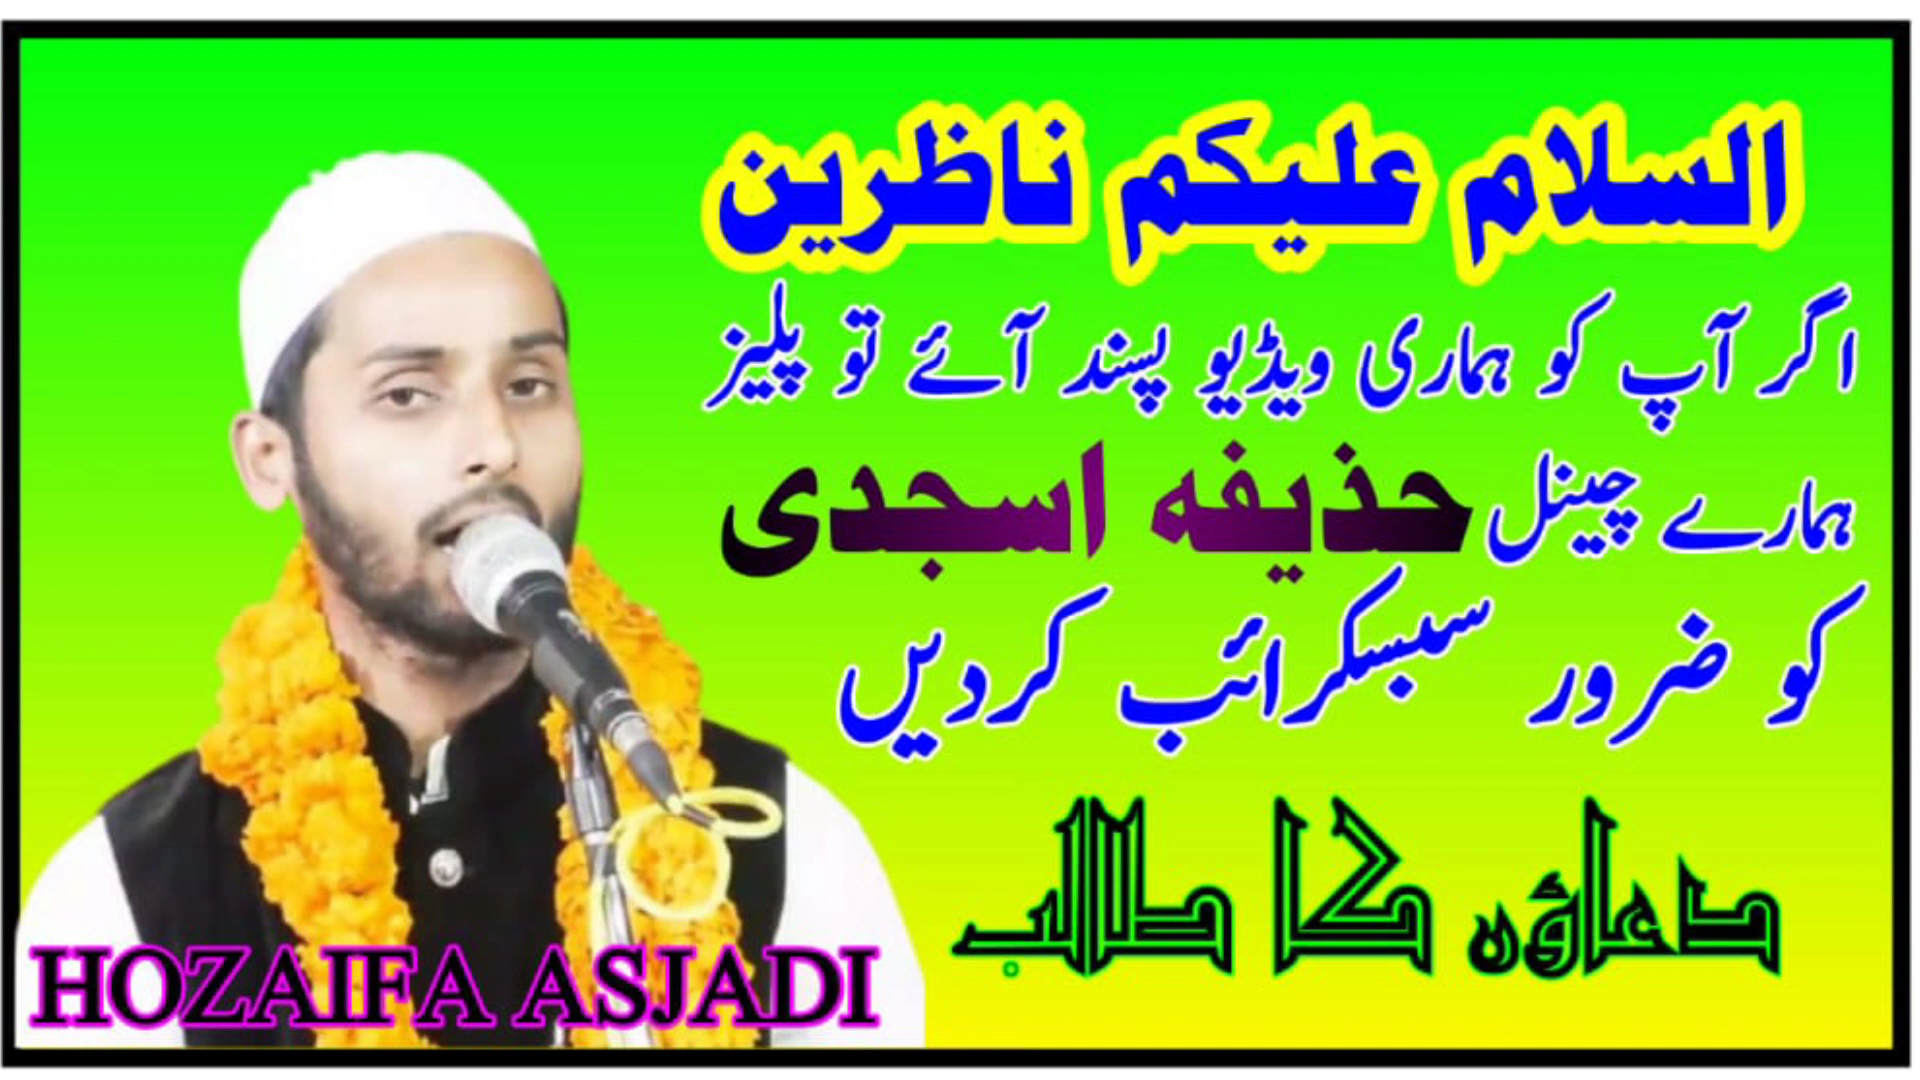 السلام علیکم ناظرین
اگر آپ کو ہماری ویڈیو پسند آئے تو پلیز
ہمارے چینل حذیفہ اسجدی
کو ضرور سبسکرائب کردیں
دعاؤں کا طالب
HOZAIFA ASJADI